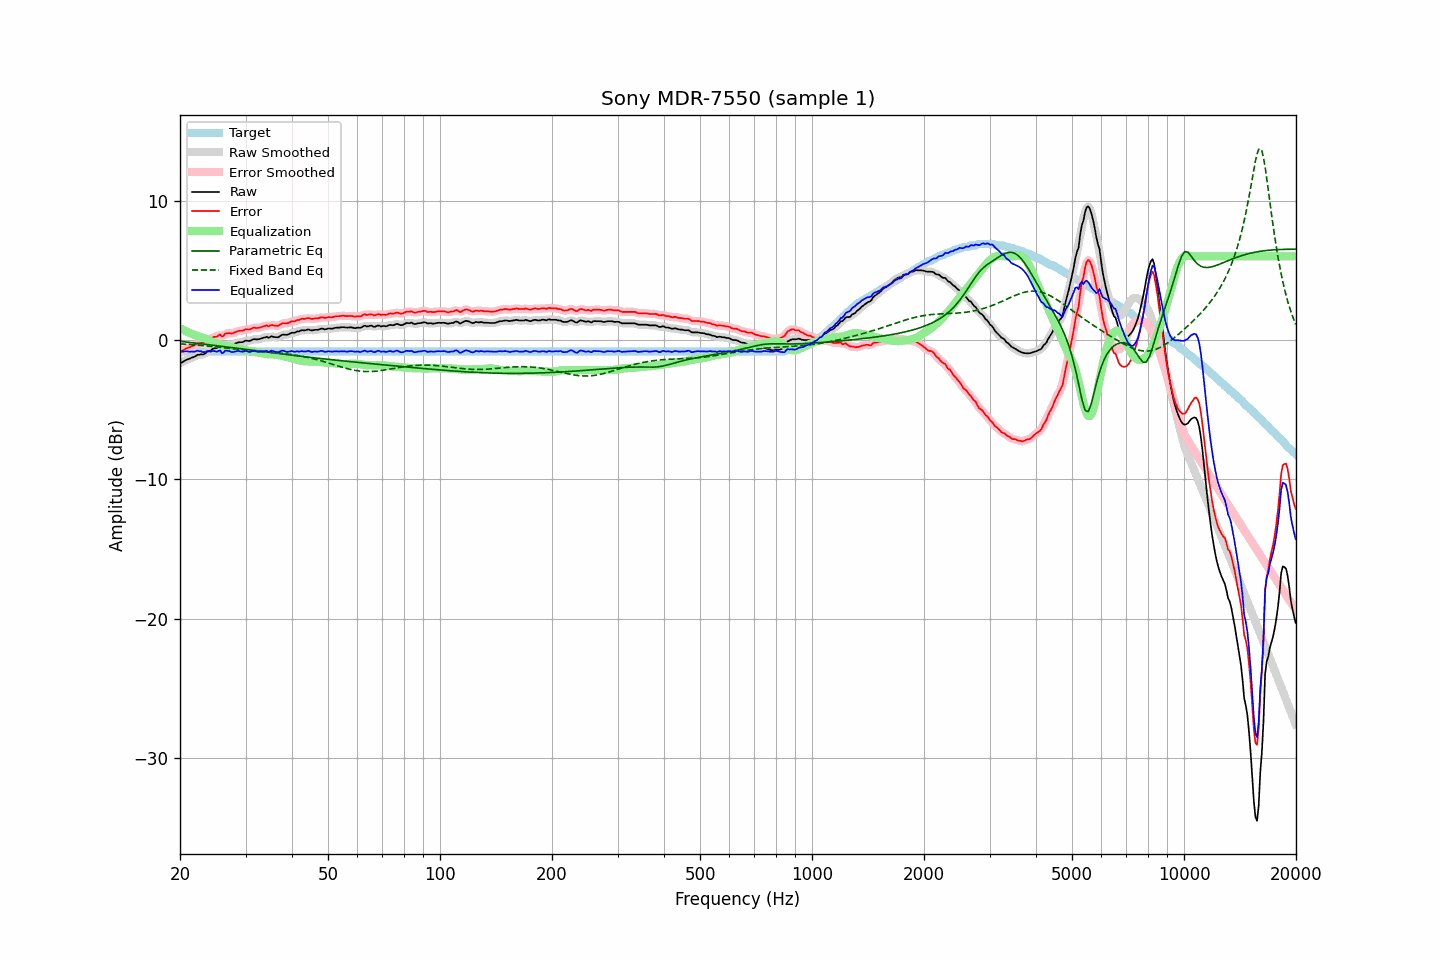 Sony MDR-7550 (sample 1)
Target
Raw Smoothed
Error Smoothed
Raw
Error
Equalization
Parametric Eq
Fixed Band Eq
Equalized
Amplitude (dBr)
10
0
−10
−20
−30
20
50
100
200
500
1000
2000
5000
10000
20000
Frequency (Hz)